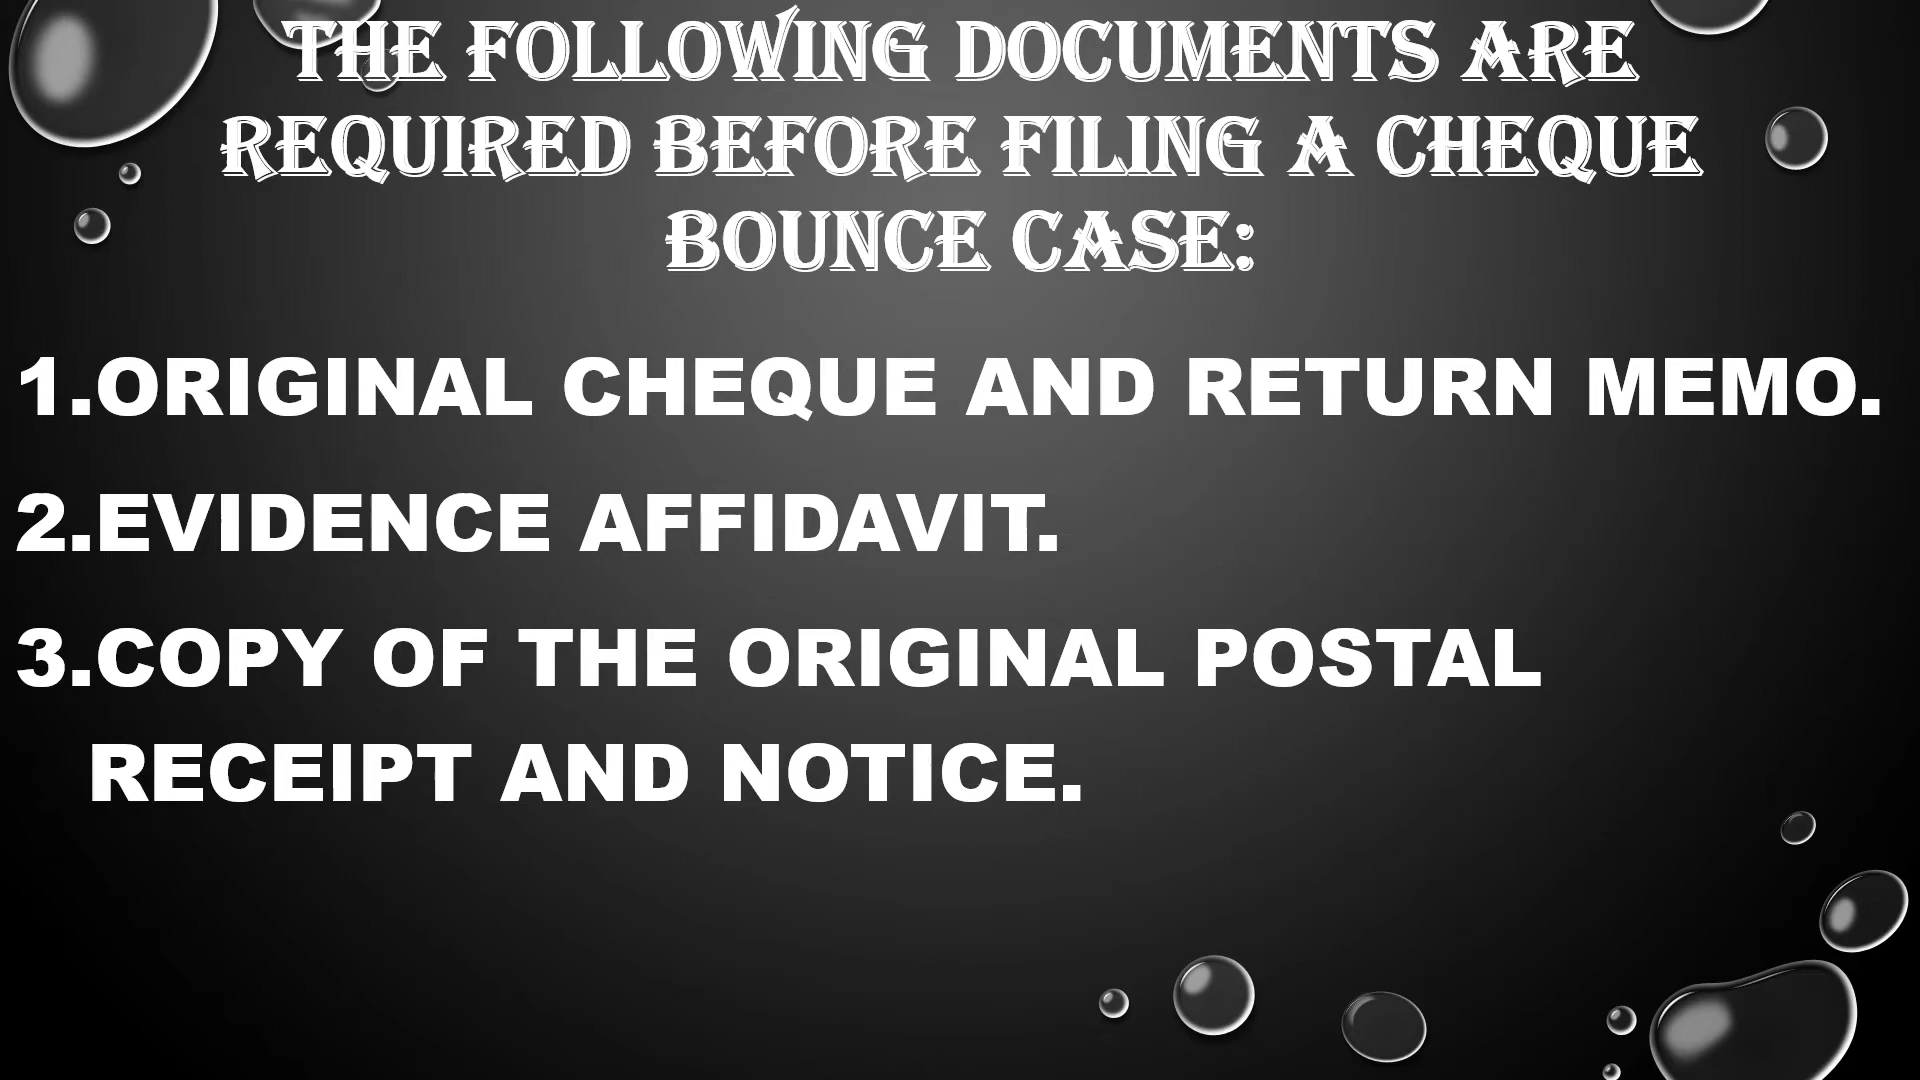 THE FOLLOWING DOCUMENTS ARE
REQUIRED BEFORE FILING A CHEQUE
BOUNCE CASE:
1.ORIGINAL CHEQUE AND RETURN MEMO.
2.EVIDENCE AFFIDAVIT.
3.COPY OF THE ORIGINAL POSTAL
RECEIPT AND NOTICE.